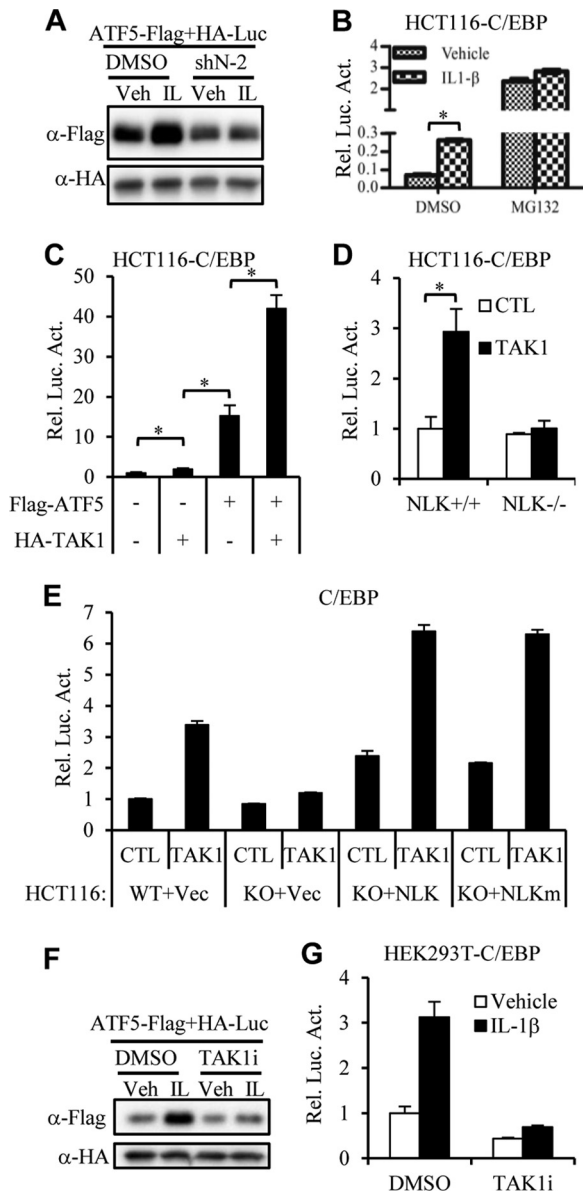 A
ATF5-Flag+HA-Luc
DMSO shN-2
Veh IL Veh IL
α-Flag
α-HA
B
HCT116-C/EBP
Rel. Luc. Act.
4
3
2
1
0.3
0.2
0.1
0.0
Vehicle
IL1-β
*
DMSO MG132
C
HCT116-C/EBP
Rel. Luc. Act.
50
40
30
20
10
0
* * *
Flag-ATF5 - - + +
HA-TAK1 - + - +
D
HCT116-C/EBP
Rel. Luc. Act.
4
3
2
1
0
*
CTL
TAK1
NLK+/+ NLK-/-
E
C/EBP
Rel. Luc. Act.
7
6
5
4
3
2
1
0
CTL TAK1 CTL TAK1 CTL TAK1 CTL TAK1
HCT116: WT+Vec KO+Vec KO+NLK KO+NLKm
F
ATF5-Flag+HA-Luc
DMSO TAK1i
Veh IL Veh IL
α-Flag
α-HA
G
HEK293T-C/EBP
Rel. Luc. Act.
4
3
2
1
0
Vehicle
IL-1β
DMSO TAK1i